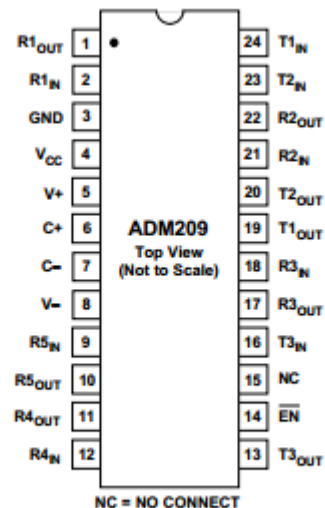 R1OUT 1 24 T1IN
R1IN 2 23 T2IN
GND 3 22 R2OUT
VCC 4 21 R2IN
V+ 5 20 T2OUT
C+ 6 ADM209 19 T1OUT
Top View
C– 7 (Not to Scale) 18 R3IN
V– 8 17 R3OUT
R5IN 9 16 T3IN
R5OUT 10 15 NC
R4OUT 11 14 E̅N̅
R4IN 12 13 T3OUT
NC = NO CONNECT